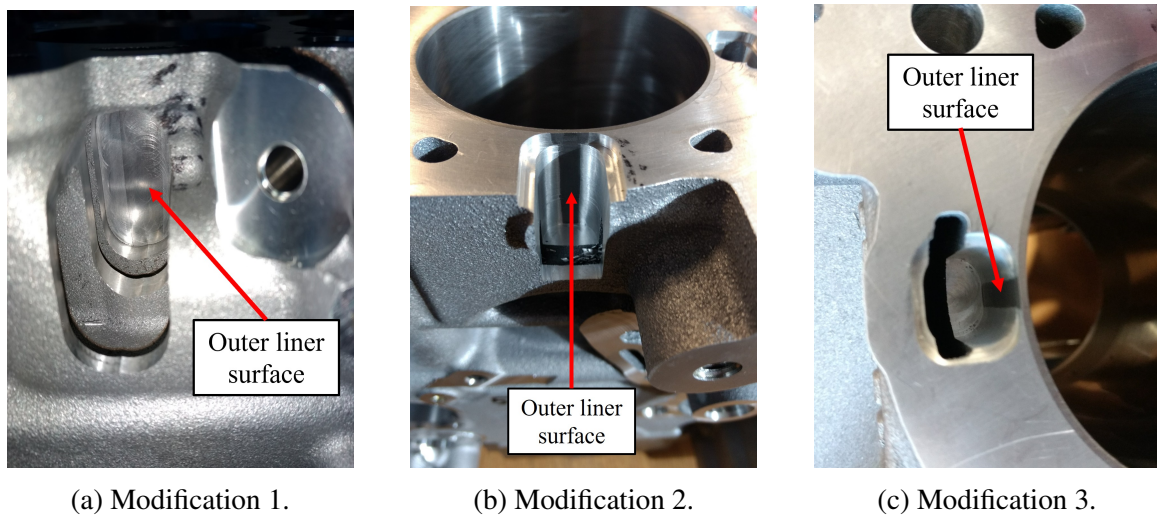 Outer liner
surface
Outer liner
surface
Outer liner
surface
(a) Modification 1.
(b) Modification 2.
(c) Modification 3.